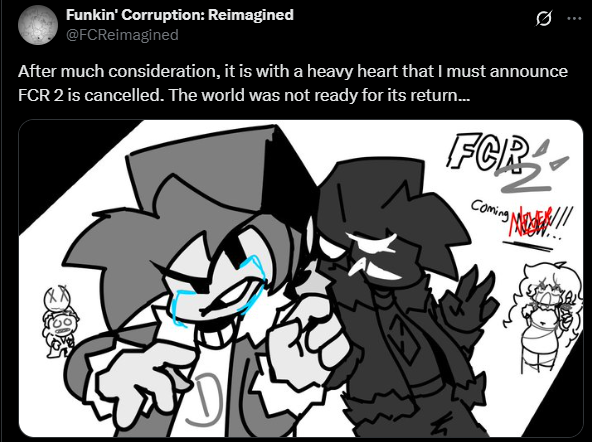 Funkin' Corruption: Reimagined
@FCReimagined
After much consideration, it is with a heavy heart that I must announce
FCR 2 is cancelled. The world was not ready for its return...
FCR
2
Coming
NEVER!!!
D